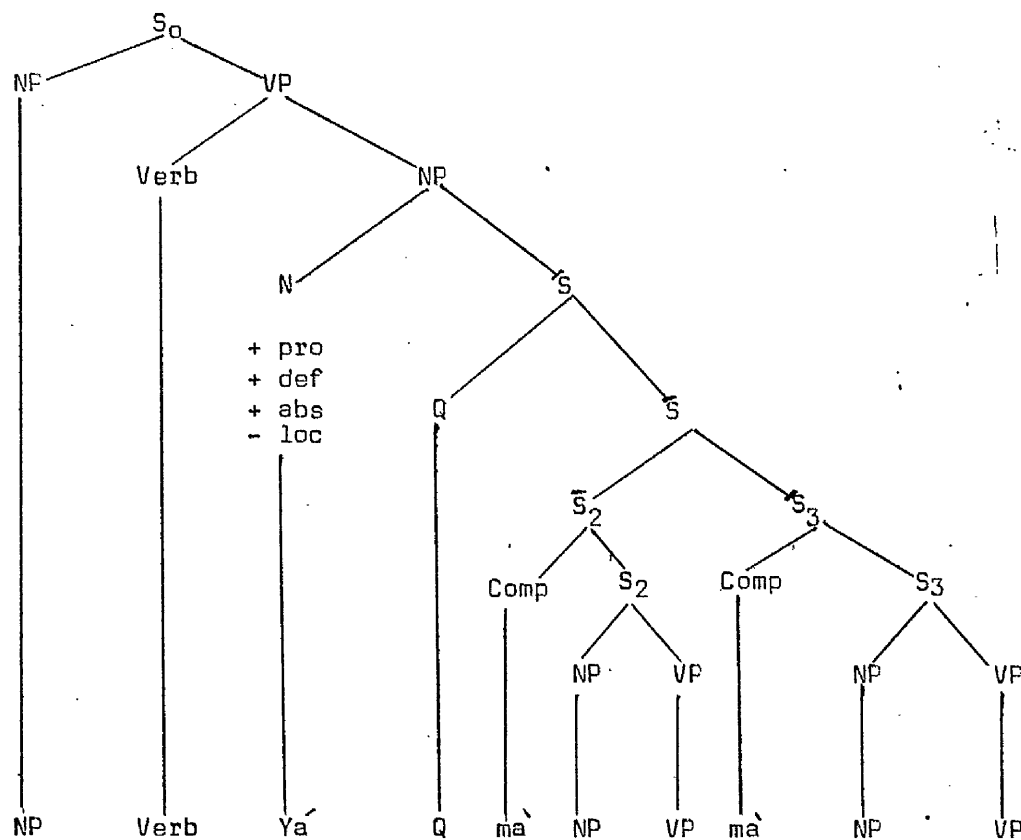 S₀
NP VP
Verb NP
N S̄
+ pro
+ def
+ abs
- loc
Q S̄
S̄₂ S̄₃
Comp S₂ Comp S₃
NP VP NP VP
NP Verb Yá Q mà NP VP mà NP VP